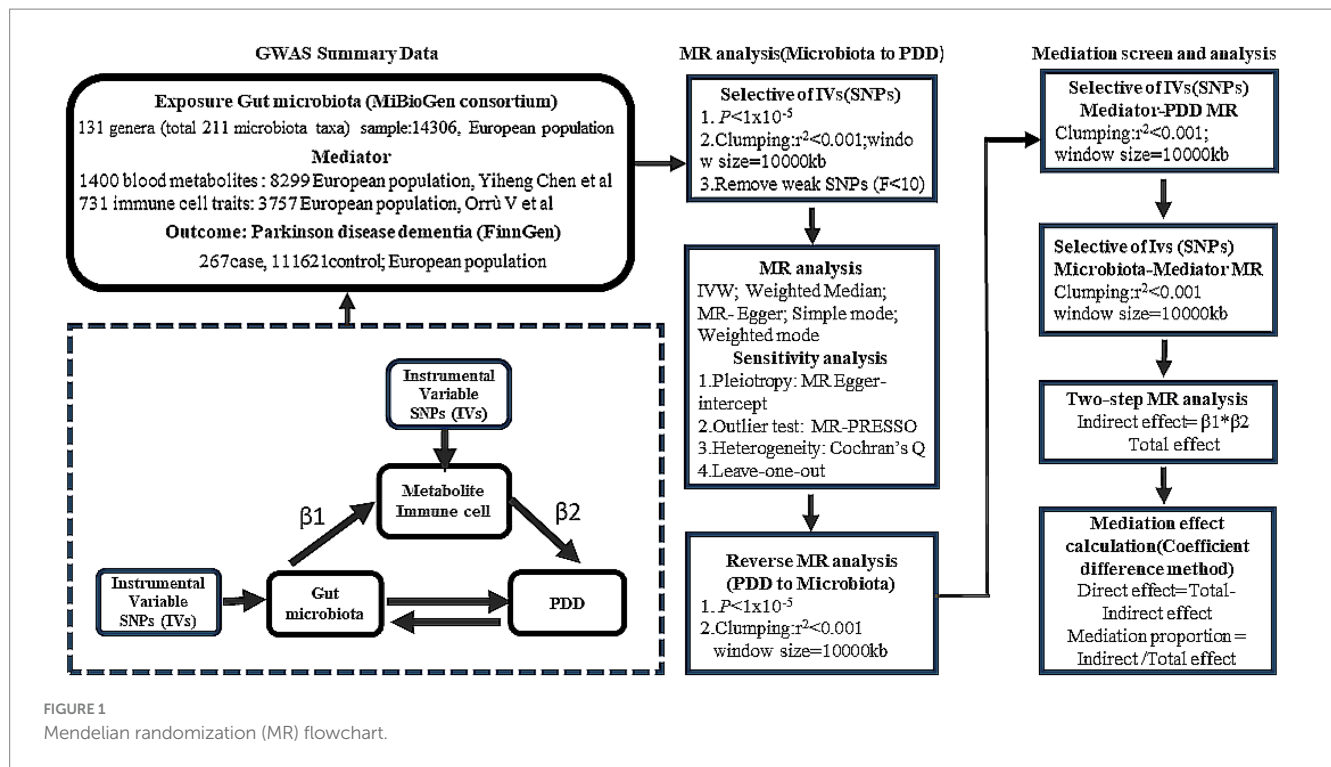 GWAS Summary Data
Exposure Gut microbiota (MiBioGen consortium)
131 genera (total 211 microbiota taxa) sample:14306, European population
Mediator
1400 blood metabolites : 8299 European population, Yiheng Chen et al
731 immune cell traits: 3757 European population, Orrù V et al
Outcome: Parkinson disease dementia (FinnGen)
267case, 111621control; European population
Instrumental
Variable
SNPs (IVs)
Metabolite
Immune cell
β1
β2
Instrumental
Variable
SNPs (IVs)
Gut
microbiota
PDD
MR analysis(Microbiota to PDD)
Selective of IVs(SNPs)
1. P<1x10⁻⁵
2.Clumping:r²<0.001;windo
w size=10000kb
3.Remove weak SNPs (F<10)
MR analysis
IVW; Weighted Median;
MR- Egger; Simple mode;
Weighted mode
Sensitivity analysis
1.Pleiotropy: MR Egger-
intercept
2.Outlier test: MR-PRESSO
3.Heterogeneity: Cochran's Q
4.Leave-one-out
Reverse MR analysis
(PDD to Microbiota)
1. P<1x10⁻⁵
2.Clumping:r²<0.001
window size=10000kb
Mediation screen and analysis
Selective of IVs (SNPs)
Mediator-PDD MR
Clumping:r²<0.001;
window size=10000kb
Selective of Ivs (SNPs)
Microbiota-Mediator MR
Clumping:r²<0.001
window size=10000kb
Two-step MR analysis
Indirect effect= β1*β2
Total effect
Mediation effect
calculation(Coefficient
difference method)
Direct effect=Total-
Indirect effect
Mediation proportion =
Indirect /Total effect
FIGURE 1
Mendelian randomization (MR) flowchart.